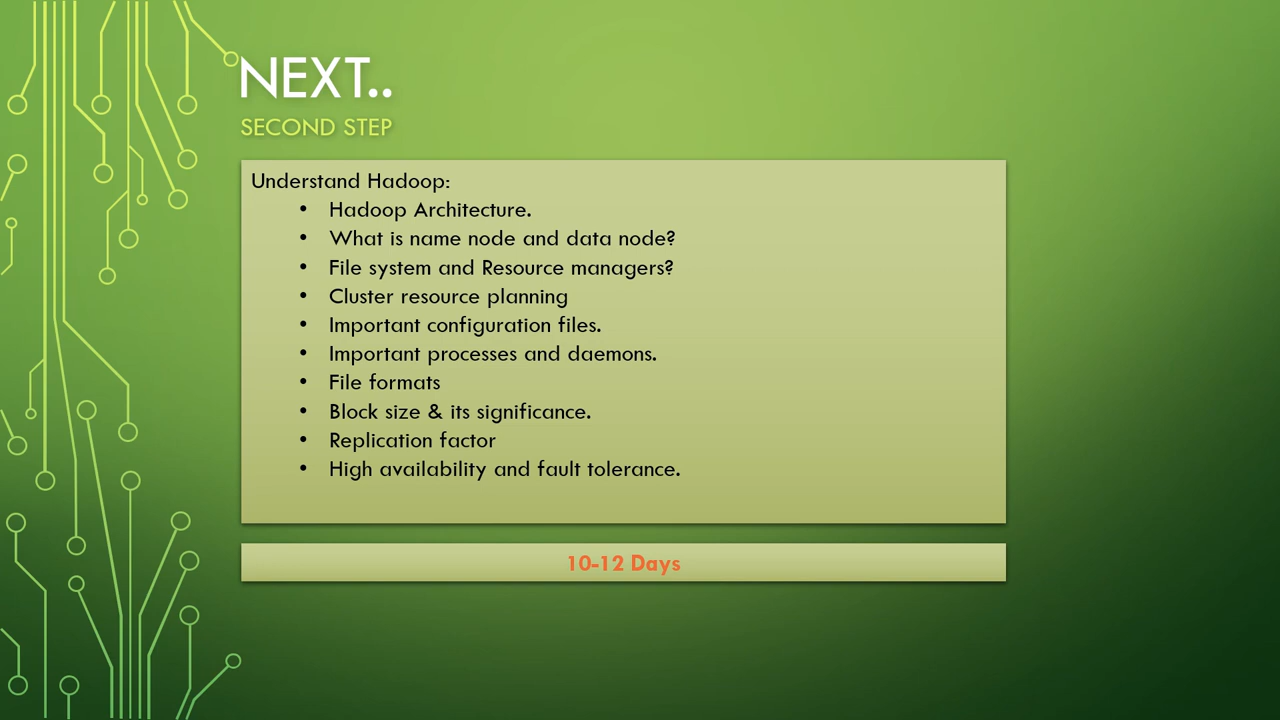 NEXT..
SECOND STEP
Understand Hadoop:
• Hadoop Architecture.
• What is name node and data node?
• File system and Resource managers?
• Cluster resource planning
• Important configuration files.
• Important processes and daemons.
• File formats
• Block size & its significance.
• Replication factor
• High availability and fault tolerance.
10-12 Days